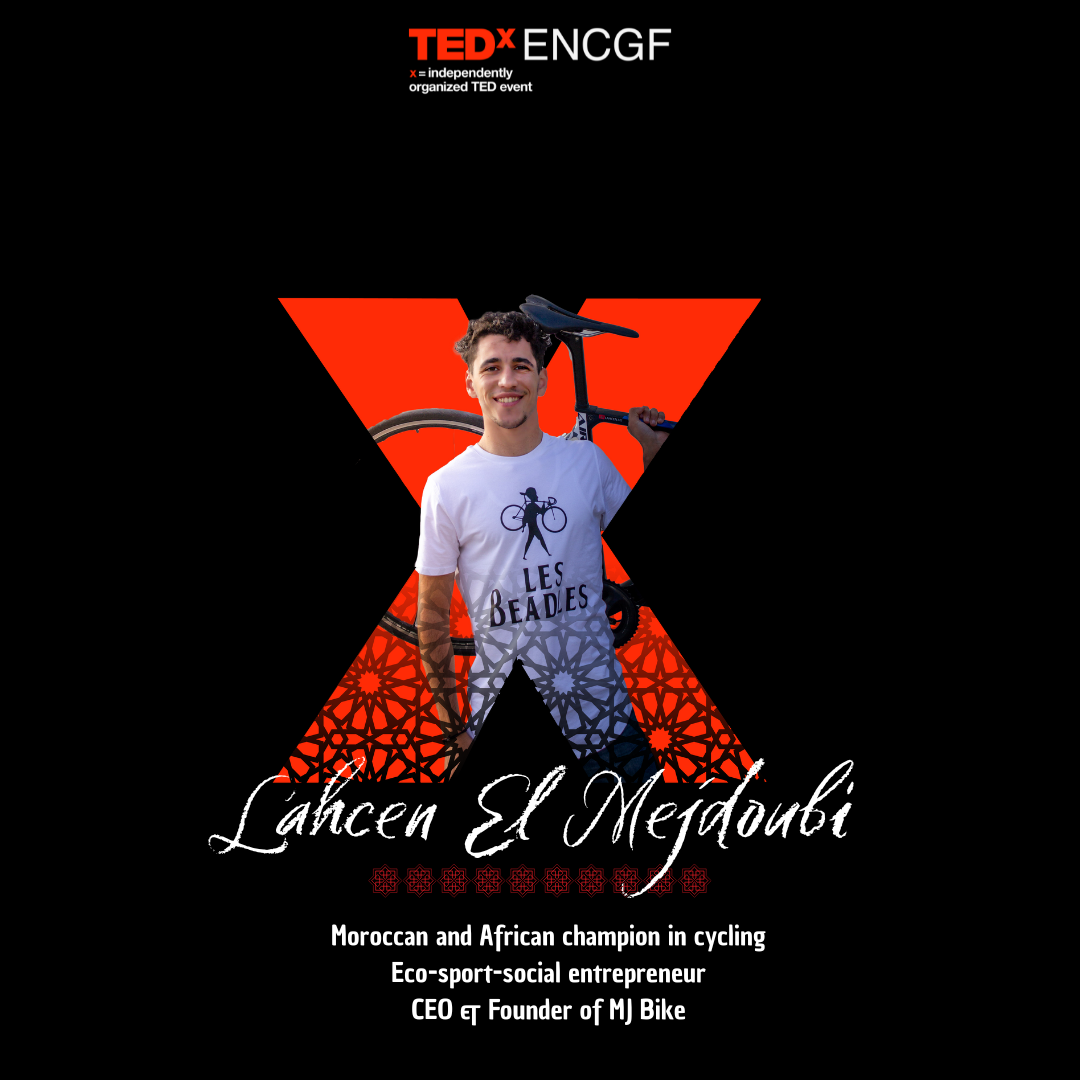 TEDx ENCGF
x = independently
organized TED event
LES
BEADLES
Lahcen El Mejdoubi
Moroccan and African champion in cycling
Eco-sport-social entrepreneur
CEO & Founder of MJ Bike